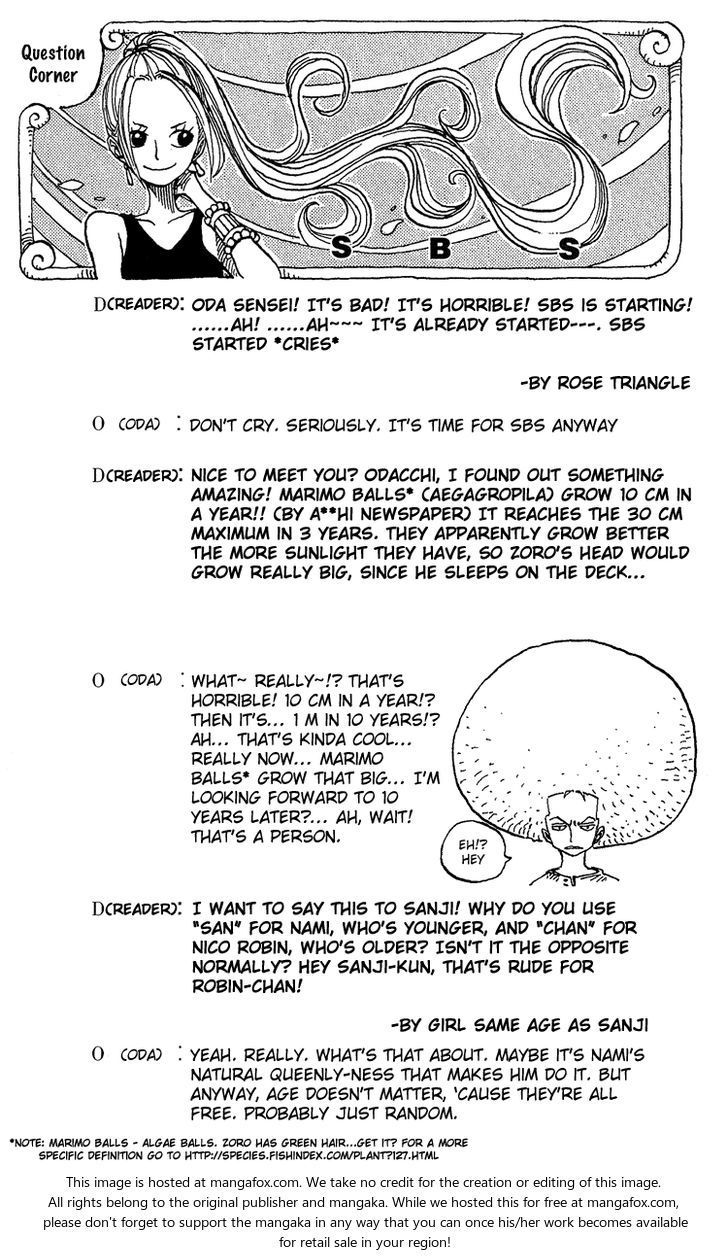 Question
Corner
S B S
D(READER): ODA SENSEI! IT'S BAD! IT'S HORRIBLE! SBS IS STARTING!
......AH! ......AH~~~ IT'S ALREADY STARTED---. SBS
STARTED *CRIES*
-BY ROSE TRIANGLE
O (ODA) : DON'T CRY. SERIOUSLY. IT'S TIME FOR SBS ANYWAY
D(READER): NICE TO MEET YOU? ODACCHI, I FOUND OUT SOMETHING
AMAZING! MARIMO BALLS* (AEGAGROPILA) GROW 10 CM IN
A YEAR!! (BY A**HI NEWSPAPER) IT REACHES THE 30 CM
MAXIMUM IN 3 YEARS. THEY APPARENTLY GROW BETTER
THE MORE SUNLIGHT THEY HAVE, SO ZORO'S HEAD WOULD
GROW REALLY BIG, SINCE HE SLEEPS ON THE DECK...
O (ODA) : WHAT~ REALLY~!? THAT'S
HORRIBLE! 10 CM IN A YEAR!?
THEN IT'S... 1 M IN 10 YEARS!?
AH... THAT'S KINDA COOL...
REALLY NOW... MARIMO
BALLS* GROW THAT BIG... I'M
LOOKING FORWARD TO 10
YEARS LATER?... AH, WAIT!
THAT'S A PERSON.
EH!?
HEY
D(READER): I WANT TO SAY THIS TO SANJI! WHY DO YOU USE
"SAN" FOR NAMI, WHO'S YOUNGER, AND "CHAN" FOR
NICO ROBIN, WHO'S OLDER? ISN'T IT THE OPPOSITE
NORMALLY? HEY SANJI-KUN, THAT'S RUDE FOR
ROBIN-CHAN!
-BY GIRL SAME AGE AS SANJI
O (ODA) : YEAH. REALLY. WHAT'S THAT ABOUT. MAYBE IT'S NAMI'S
NATURAL QUEENLY-NESS THAT MAKES HIM DO IT. BUT
ANYWAY, AGE DOESN'T MATTER, 'CAUSE THEY'RE ALL
FREE. PROBABLY JUST RANDOM.
*NOTE: MARIMO BALLS - ALGAE BALLS. ZORO HAS GREEN HAIR...GET IT? FOR A MORE
SPECIFIC DEFINITION GO TO HTTP://SPECIES.FISHINDEX.COM/PLANT?127.HTML
This image is hosted at mangafox.com. We take no credit for the creation or editing of this image.
All rights belong to the original publisher and mangaka. While we hosted this for free at mangafox.com,
please don't forget to support the mangaka in any way that you can once his/her work becomes available
for retail sale in your region!